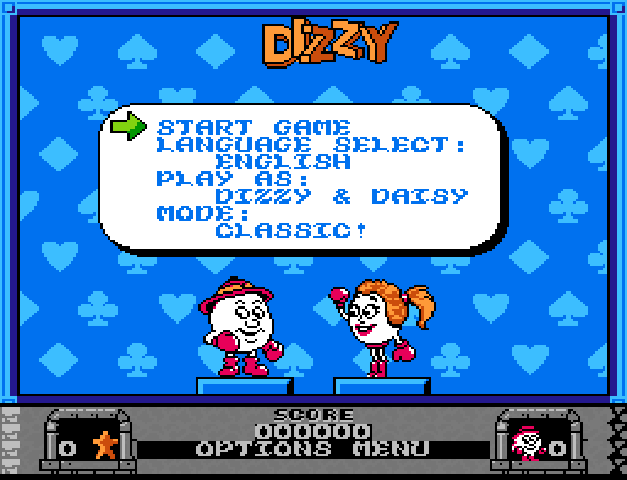 DIZZY
START GAME
LANGUAGE SELECT:
ENGLISH
PLAY AS:
DIZZY & DAISY
MODE:
CLASSIC!
SCORE
0 000000 0
OPTIONS MENU